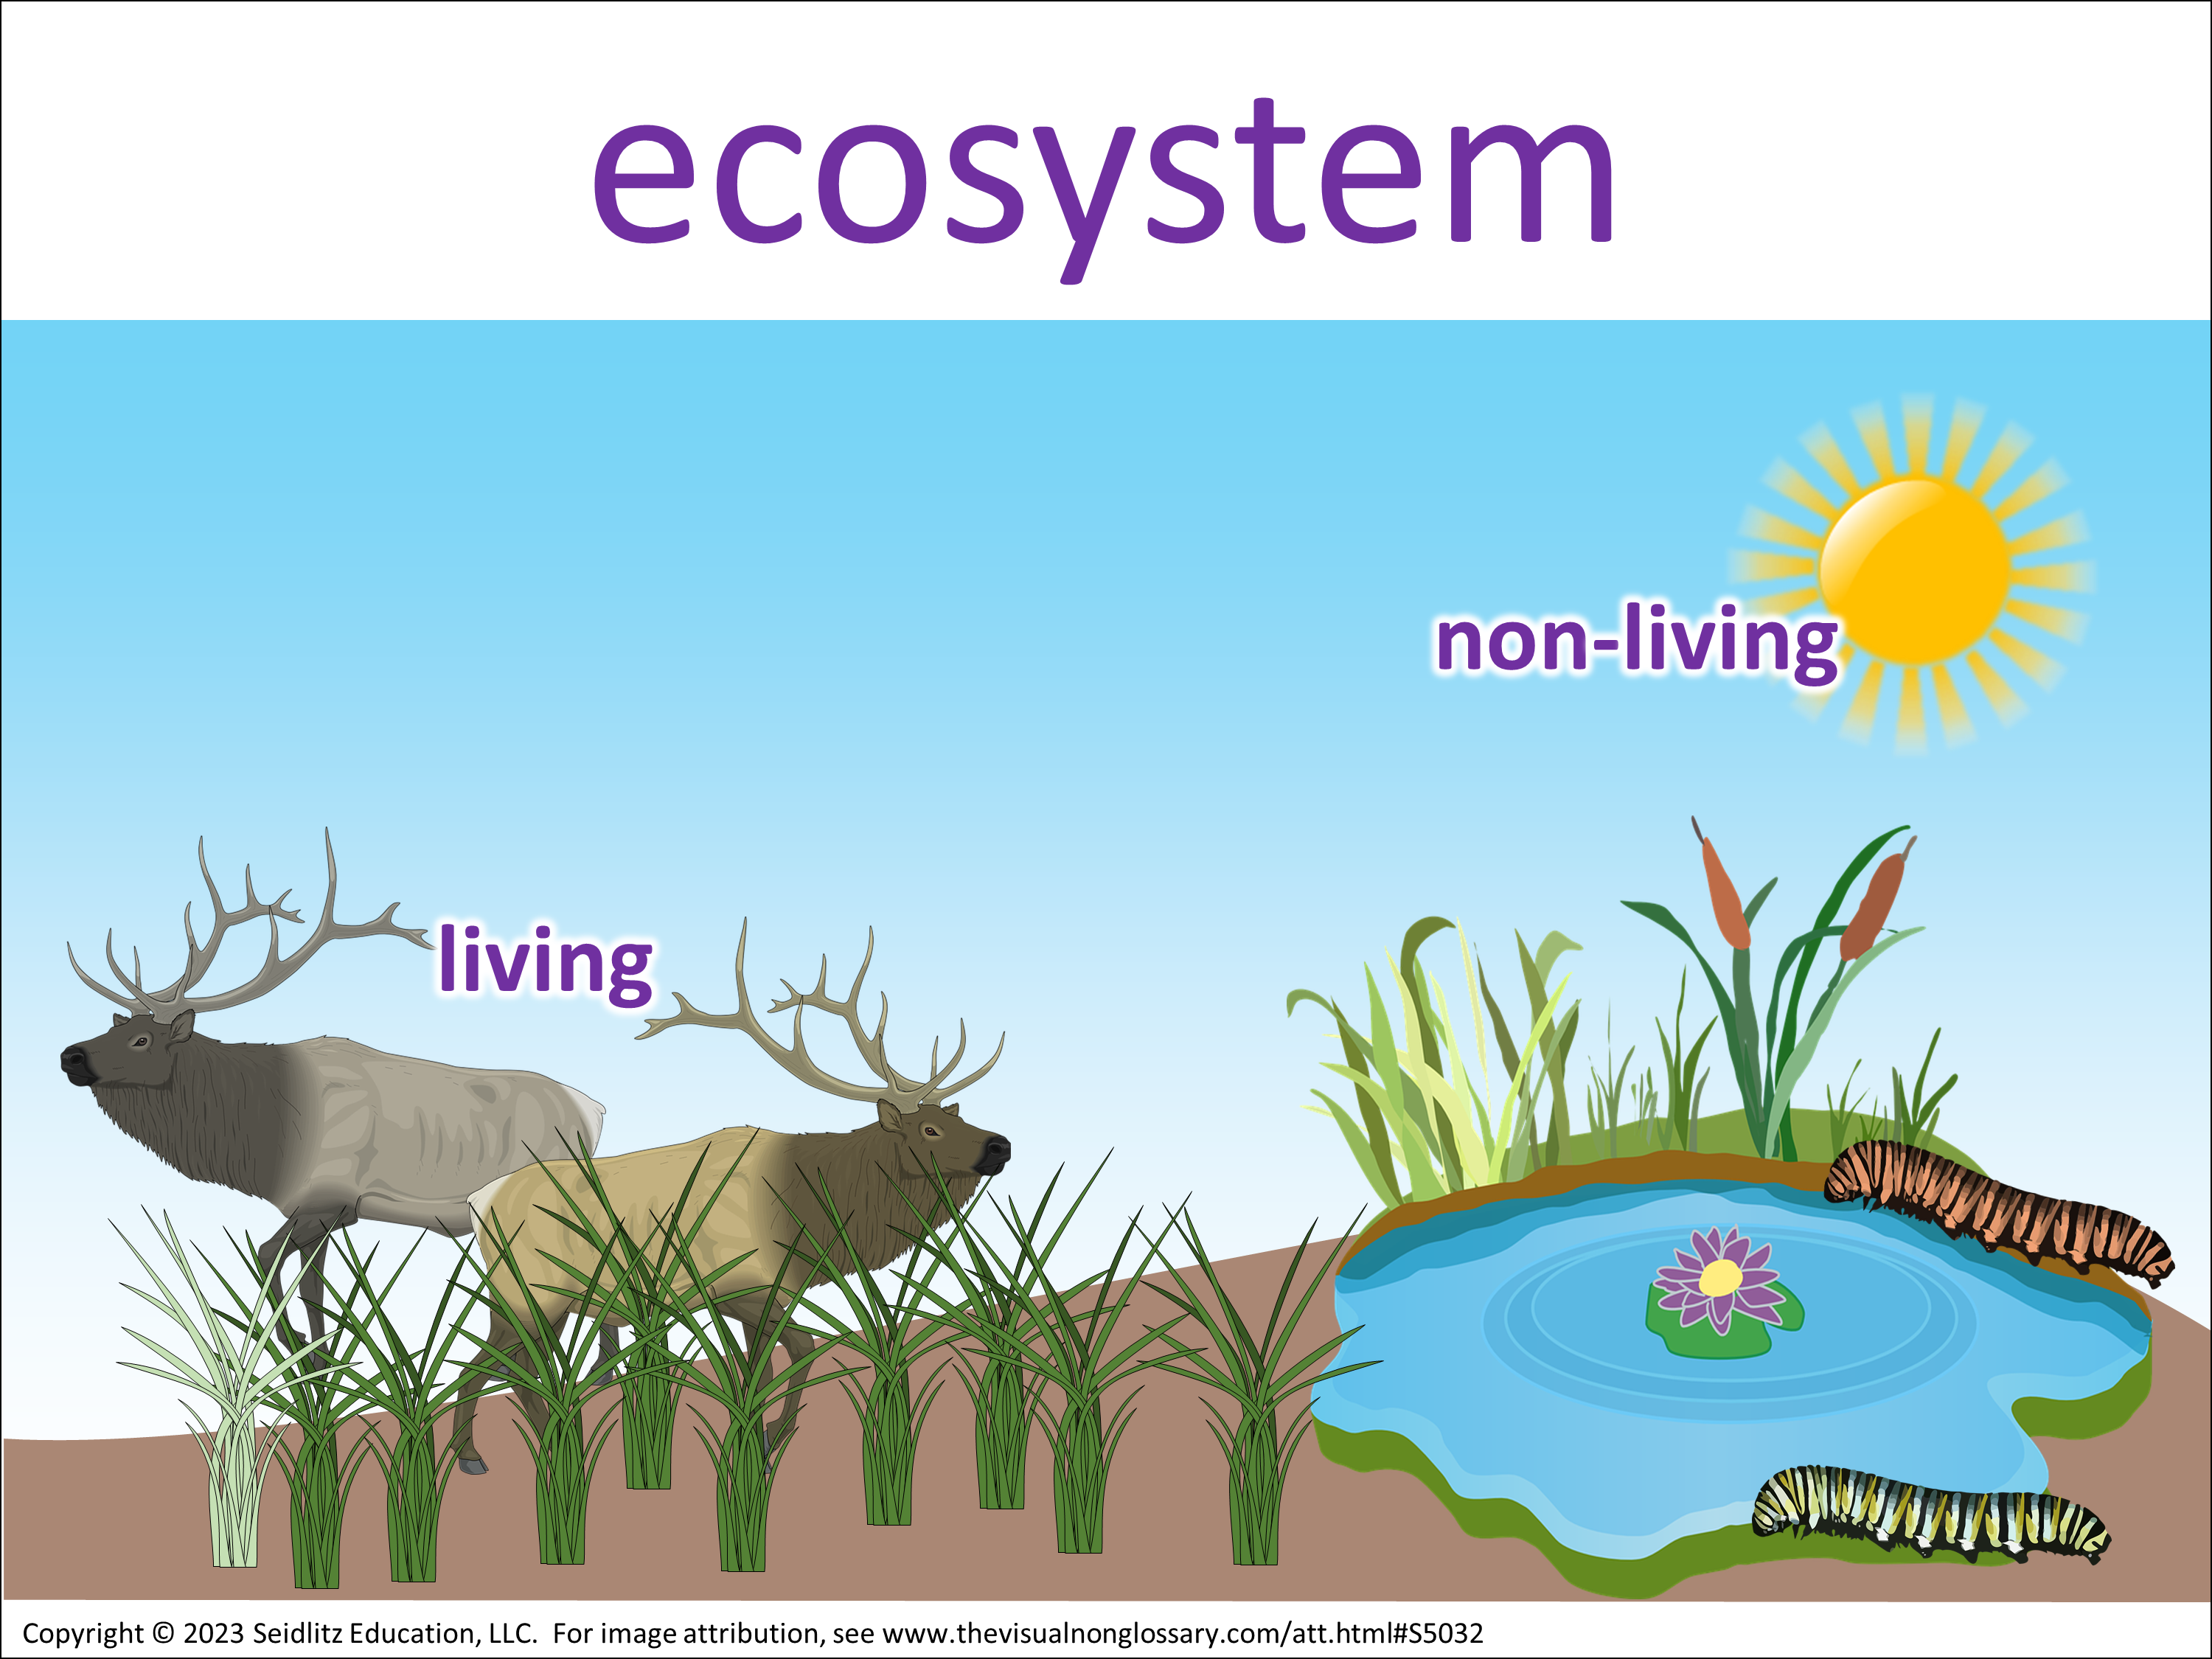 ecosystem
non-living
living
Copyright © 2023 Seidlitz Education, LLC.  For image attribution, see www.thevisualnonglossary.com/att.html#S5032